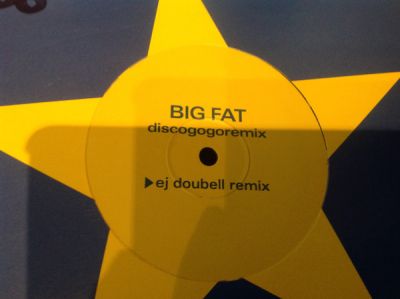 BIG FAT
discogogoremix
ej doubell remix